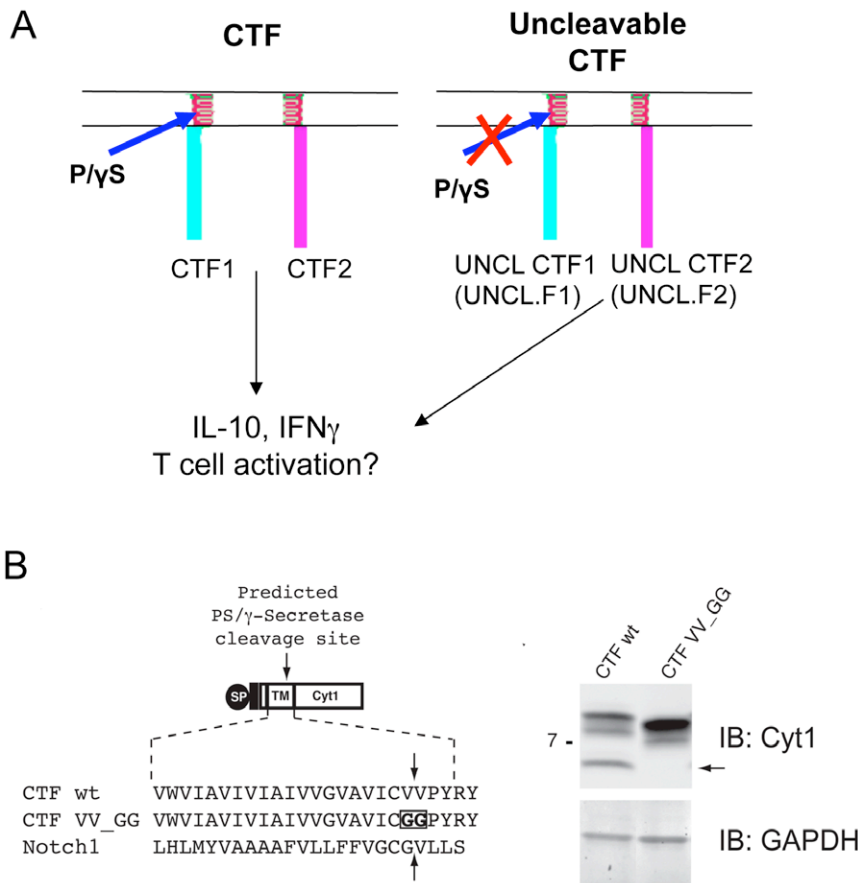 A
CTF
Uncleavable
CTF
P/γS
P/γS
CTF1
CTF2
UNCL CTF1
(UNCL.F1)
UNCL CTF2
(UNCL.F2)
IL-10, IFNγ
T cell activation?
B
Predicted
PS/γ-Secretase
cleavage site
SP
TM
Cyt1
CTF wt VWVIAVIVIAIVVGVAVICVVPYRY
CTF VV_GG VWVIAVIVIAIVVGVAVICGGPYRY
Notch1 LHLMYVAAAAFVLLFFVGCGVLLS
CTF wt
CTF VV_GG
7 -
IB: Cyt1
IB: GAPDH